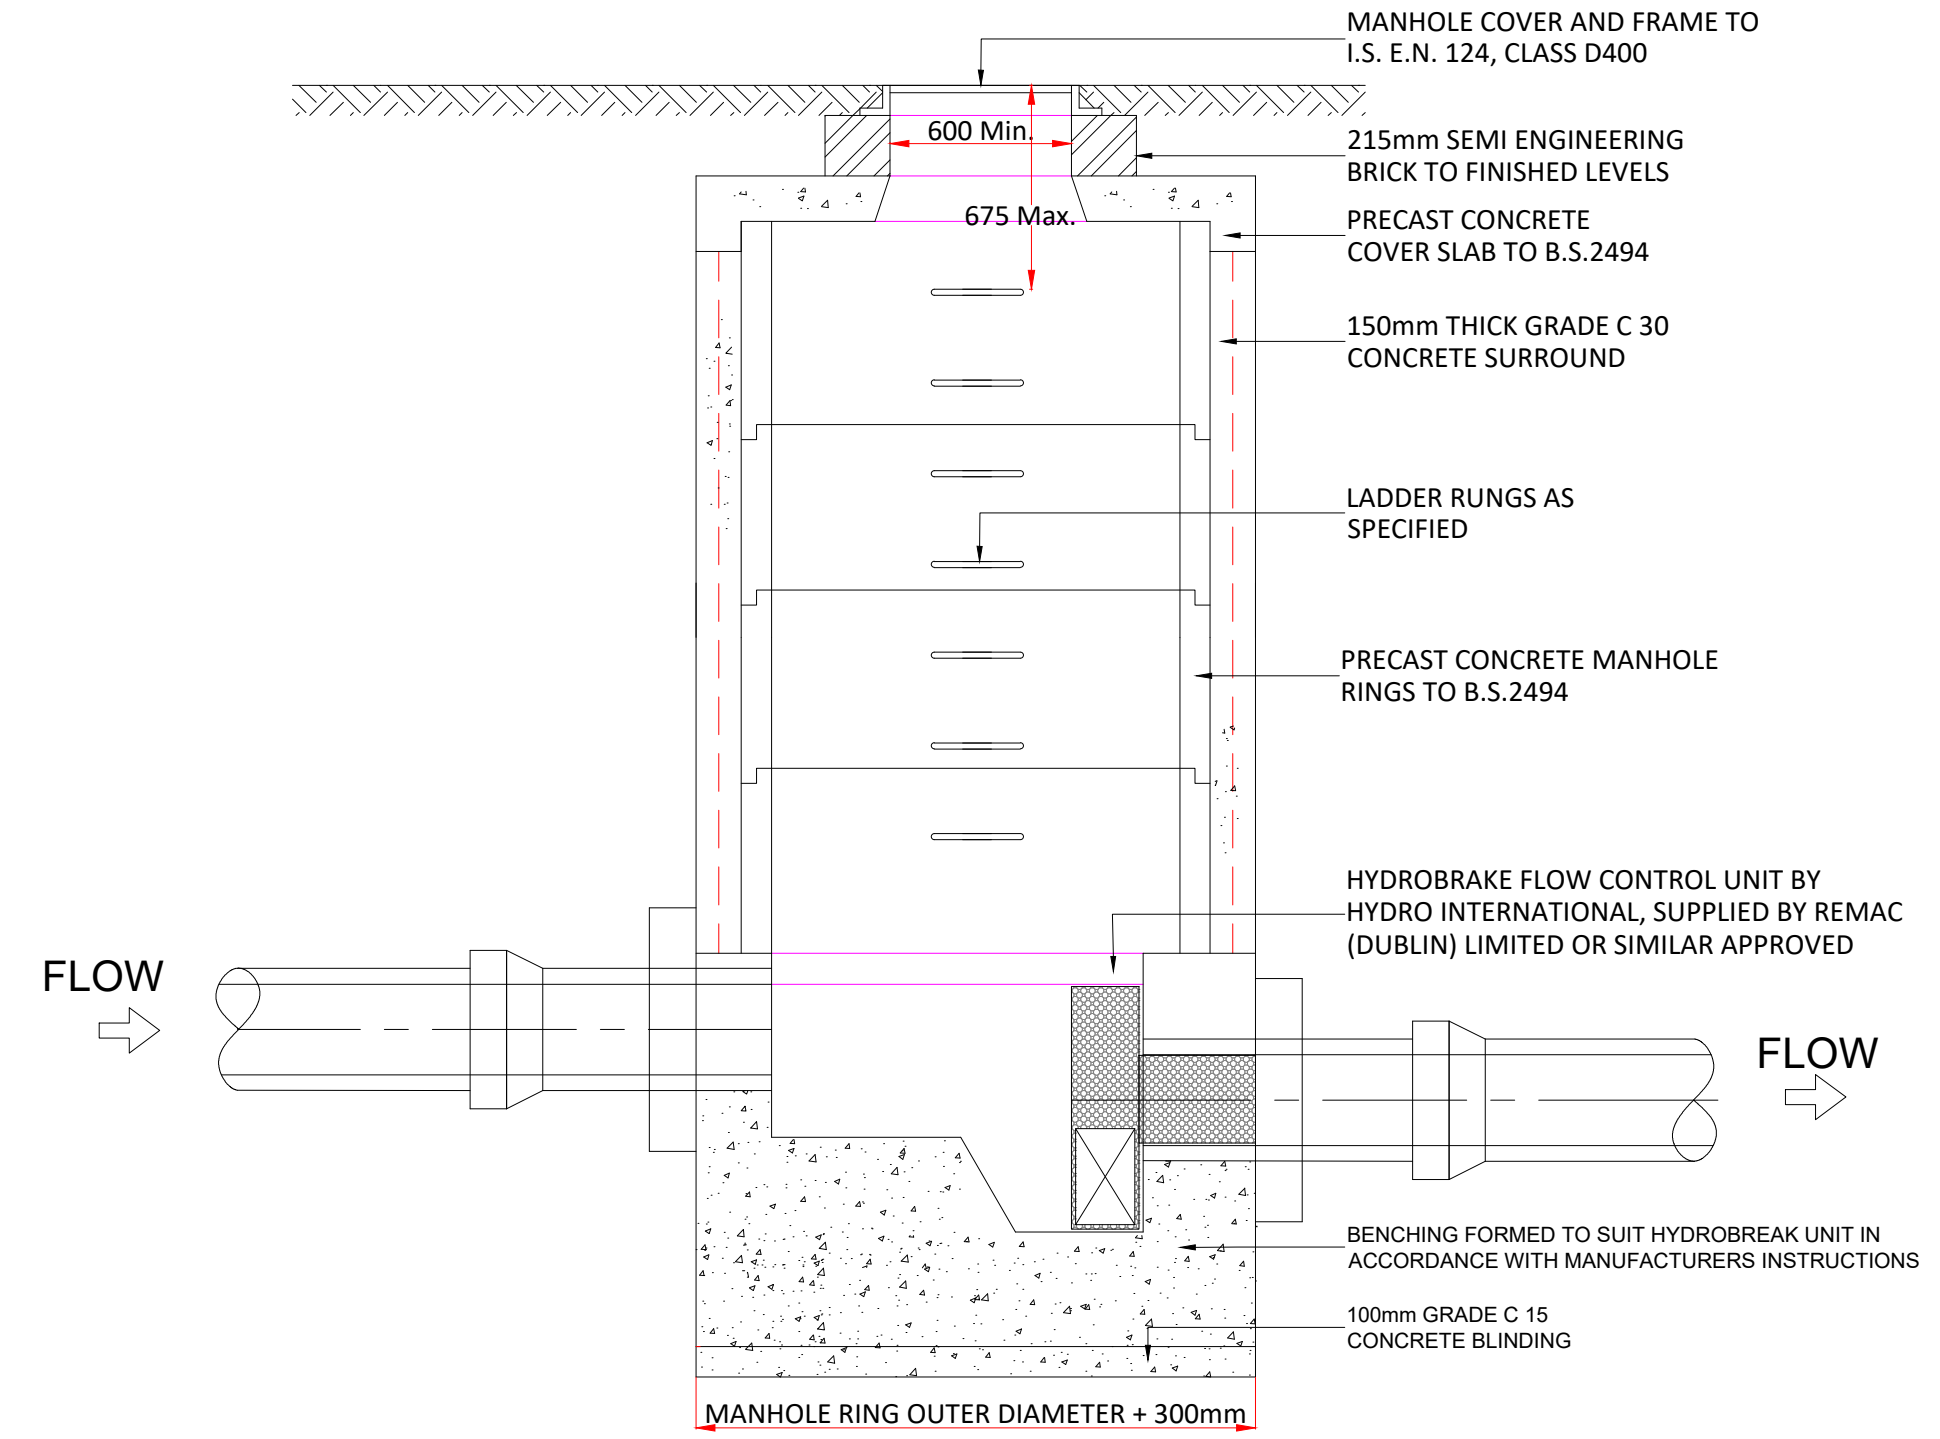 MANHOLE COVER AND FRAME TO
I.S. E.N. 124, CLASS D400
600 Min.
215mm SEMI ENGINEERING
BRICK TO FINISHED LEVELS
675 Max.
PRECAST CONCRETE
COVER SLAB TO B.S.2494
150mm THICK GRADE C 30
CONCRETE SURROUND
LADDER RUNGS AS
SPECIFIED
PRECAST CONCRETE MANHOLE
RINGS TO B.S.2494
HYDROBRAKE FLOW CONTROL UNIT BY
HYDRO INTERNATIONAL, SUPPLIED BY REMAC
(DUBLIN) LIMITED OR SIMILAR APPROVED
FLOW
FLOW
BENCHING FORMED TO SUIT HYDROBREAK UNIT IN
ACCORDANCE WITH MANUFACTURERS INSTRUCTIONS
100mm GRADE C 15
CONCRETE BLINDING
MANHOLE RING OUTER DIAMETER + 300mm